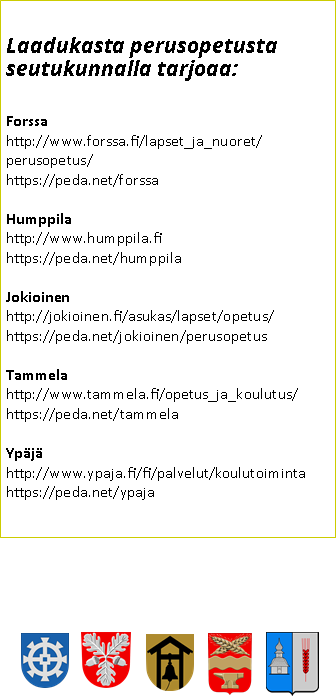 Laadukasta perusopetusta
seutukunnalla tarjoaa:
Forssa
http://www.forssa.fi/lapset_ja_nuoret/
perusopetus/
https://peda.net/forssa
Humppila
http://www.humppila.fi
https://peda.net/humppila
Jokioinen
http://jokioinen.fi/asukas/lapset/opetus/
https://peda.net/jokioinen/perusopetus
Tammela
http://www.tammela.fi/opetus_ja_koulutus/
https://peda.net/tammela
Ypäjä
http://www.ypaja.fi/fi/palvelut/koulutoiminta
https://peda.net/ypaja